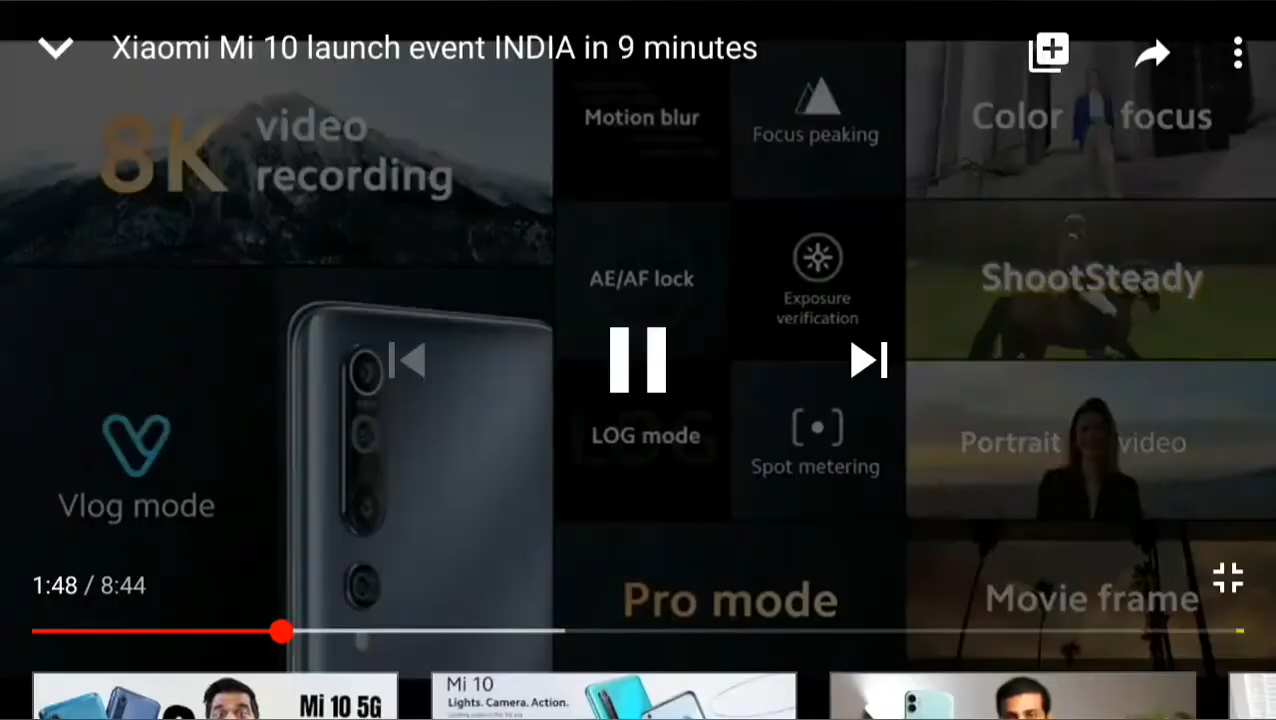 Xiaomi Mi 10 launch event INDIA in 9 minutes
8K video
recording
Motion blur
Focus peaking
Color focus
AE/AF lock
Exposure
verification
ShootSteady
Vlog mode
LOG
LOG mode
Spot metering
Portrait video
Pro mode
Movie frame
1:48 / 8:44
Mi 10 5G
Mi 10
Lights. Camera. Action.